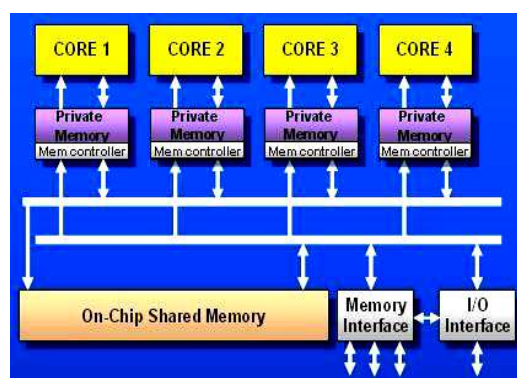 CORE 1
CORE 2
CORE 3
CORE 4
Private
Memory
Mem controller
Private
Memory
Mem controller
Private
Memory
Mem controller
Private
Memory
Mem controller
On-Chip Shared Memory
Memory
Interface
I/O
Interface